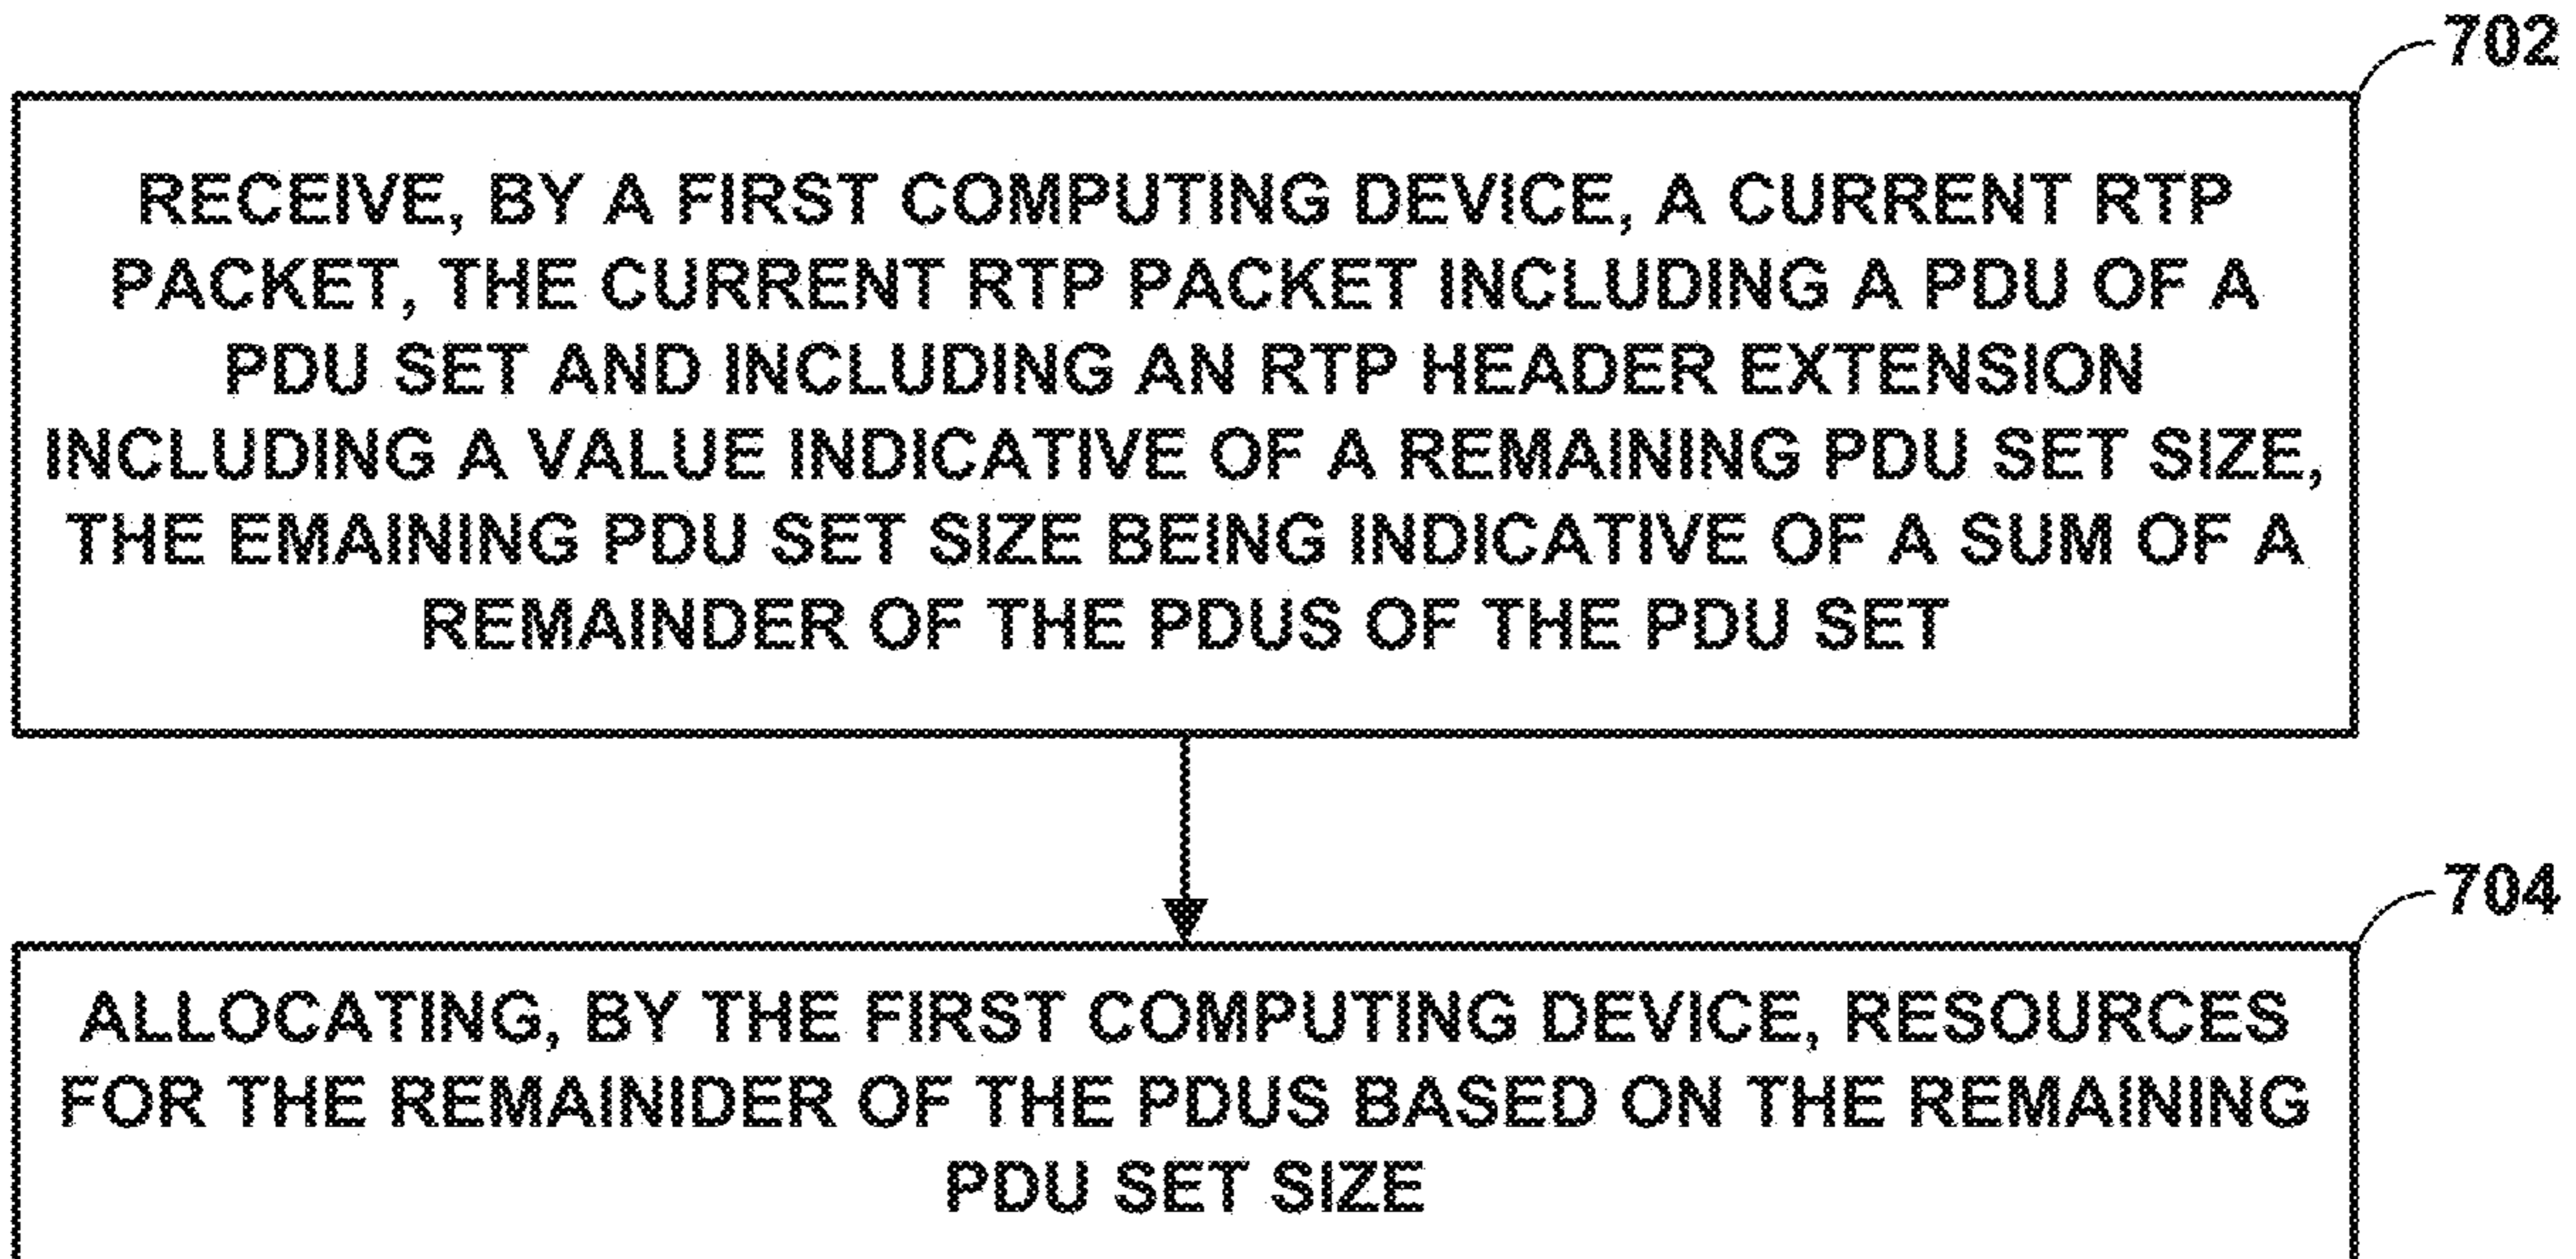 702
RECEIVE, BY A FIRST COMPUTING DEVICE, A CURRENT RTP
PACKET, THE CURRENT RTP PACKET INCLUDING A PDU OF A
PDU SET AND INCLUDING AN RTP HEADER EXTENSION
INCLUDING A VALUE INDICATIVE OF A REMAINING PDU SET SIZE,
THE EMAINING PDU SET SIZE BEING INDICATIVE OF A SUM OF A
REMAINDER OF THE PDUS OF THE PDU SET
704
ALLOCATING, BY THE FIRST COMPUTING DEVICE, RESOURCES
FOR THE REMAINIDER OF THE PDUS BASED ON THE REMAINING
PDU SET SIZE